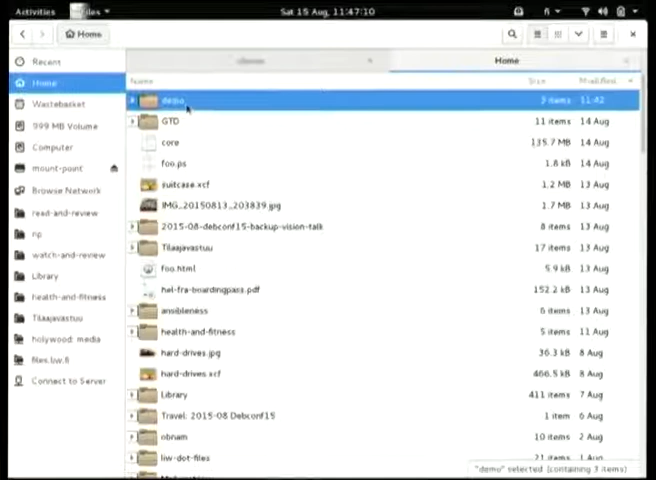 Activities Files Sat 15 Aug, 11:47:10
Home
Home
Name Size Modified
Recent
Home
Wastebasket
999 MB Volume
Computer
mount-point
Browse Network
read-and-review
rip
watch-and-review
Library
health-and-fitness
Tilaajavastuu
holywood: media
files.liw.fi
Connect to Server
demo 3 items 11:42
GTD 11 items 14 Aug
core 135.7 MB 14 Aug
foo.ps 1.8 kB 14 Aug
suitcase.xcf 1.2 MB 13 Aug
IMG_20150813_203839.jpg 1.7 MB 13 Aug
2015-08-debconf15-backup-vision-talk 8 items 13 Aug
Tilaajavastuu 17 items 13 Aug
foo.html 5.9 kB 13 Aug
hel-fra-boardingpass.pdf 152.2 kB 13 Aug
ansibleness 6 items 13 Aug
health-and-fitness 5 items 11 Aug
hard-drives.jpg 36.3 kB 8 Aug
hard-drives.xcf 466.5 kB 8 Aug
Library 411 items 7 Aug
Travel: 2015-08 Debconf15 1 item 6 Aug
obnam 10 items 2 Aug
liw-dot-files 21 items 1 Aug
"demo" selected (containing 3 items)